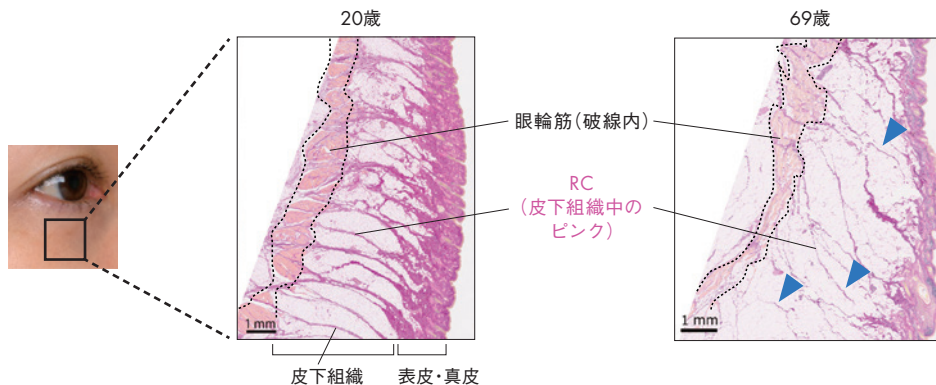 20歳
69歳
眼輪筋（破線内）
RC
（皮下組織中の
ピンク）
1 mm
1 mm
皮下組織
表皮・真皮